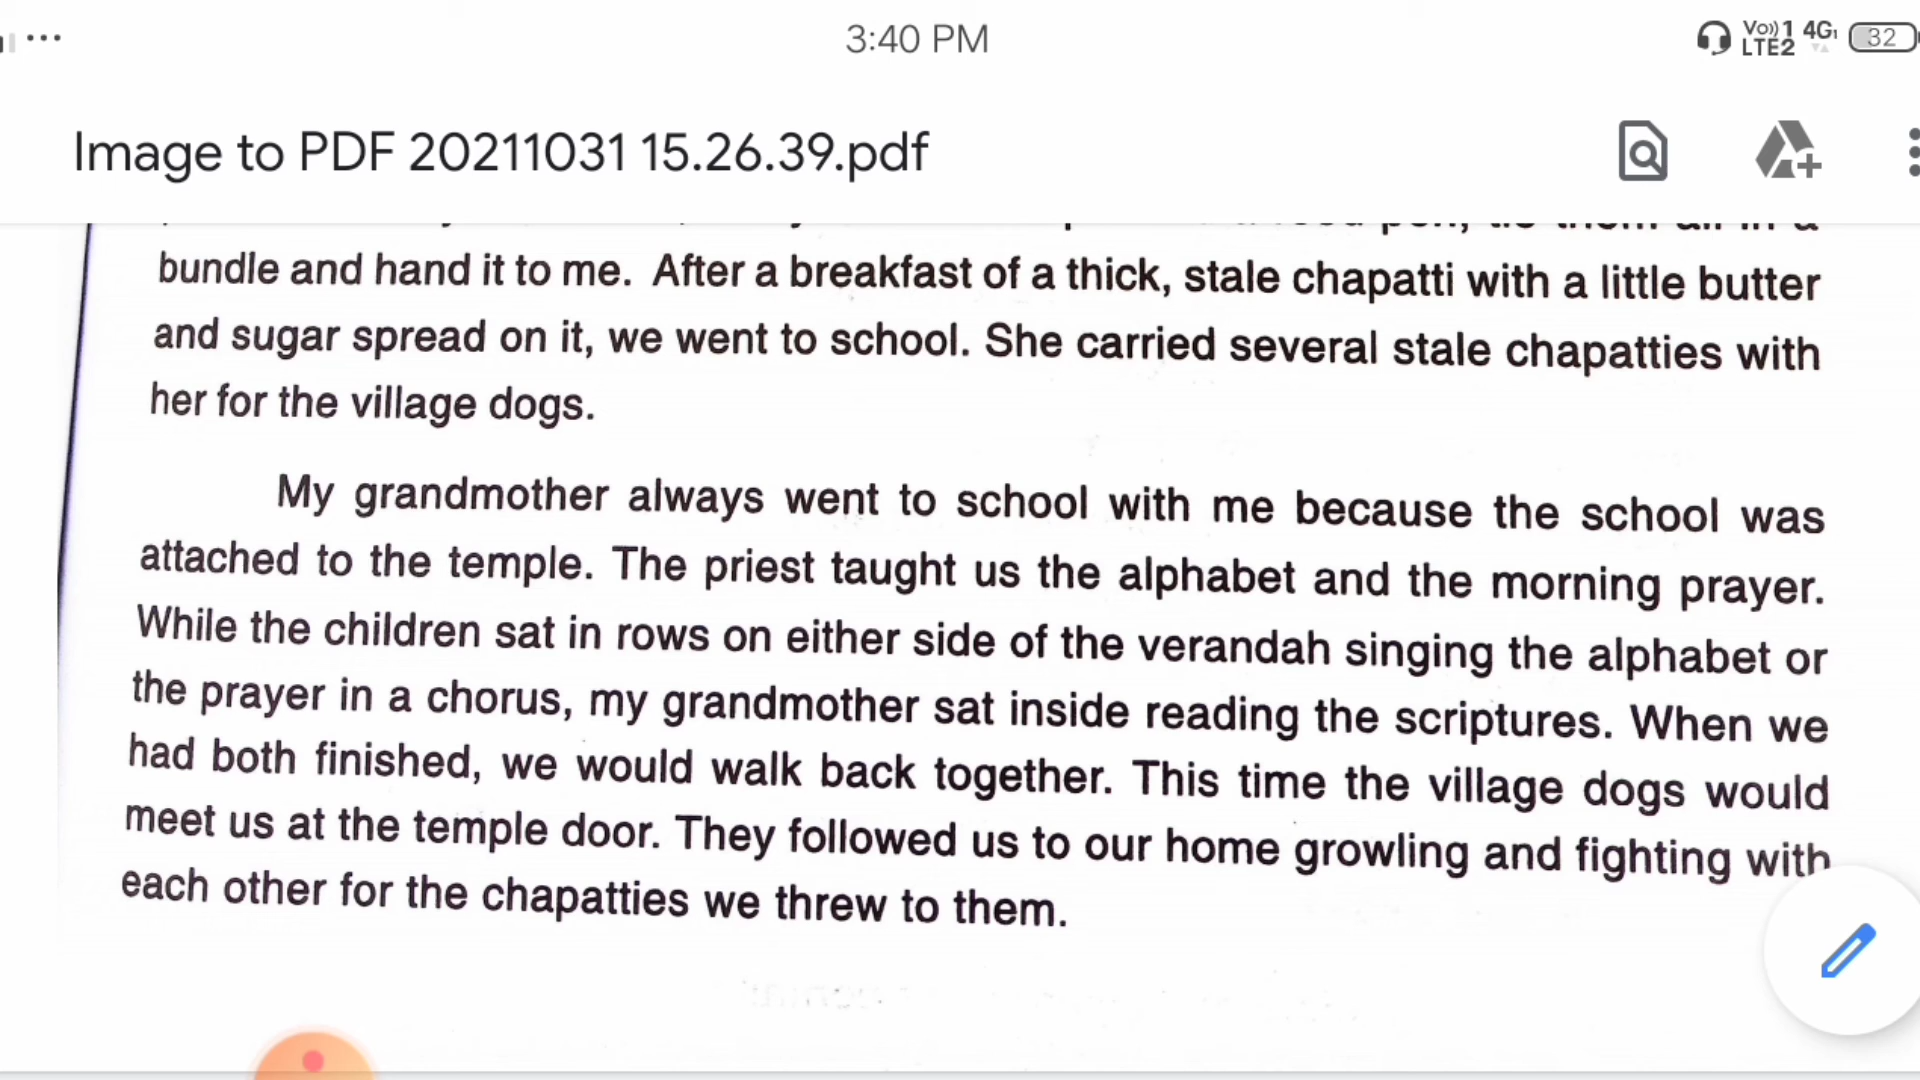 3:40 PM
Vo)) 1 4G
LTE2
32
Image to PDF 20211031 15.26.39.pdf
bundle and hand it to me. After a breakfast of a thick, stale chapatti with a little butter
and sugar spread on it, we went to school. She carried several stale chapatties with
her for the village dogs.
My grandmother always went to school with me because the school was
attached to the temple. The priest taught us the alphabet and the morning prayer.
While the children sat in rows on either side of the verandah singing the alphabet or
the prayer in a chorus, my grandmother sat inside reading the scriptures. When we
had both finished, we would walk back together. This time the village dogs would
meet us at the temple door. They followed us to our home growling and fighting with
each other for the chapatties we threw to them.